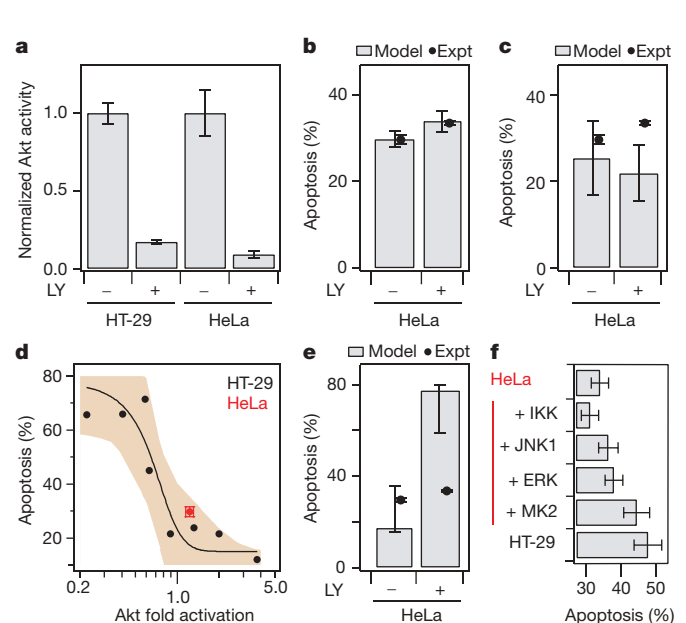 a
Normalized Akt activity
1.0
0.5
0.0
LY
–
+
–
+
HT-29
HeLa
b
Model Expt
Apoptosis (%)
40
20
0
LY
–
+
HeLa
c
Model Expt
Apoptosis (%)
40
20
0
LY
–
+
HeLa
d
Apoptosis (%)
80
60
40
20
HT-29
HeLa
0.2
1.0
5.0
Akt fold activation
e
Model Expt
Apoptosis (%)
80
40
0
LY
–
+
HeLa
f
HeLa
+ IKK
+ JNK1
+ ERK
+ MK2
HT-29
30 40 50
Apoptosis (%)